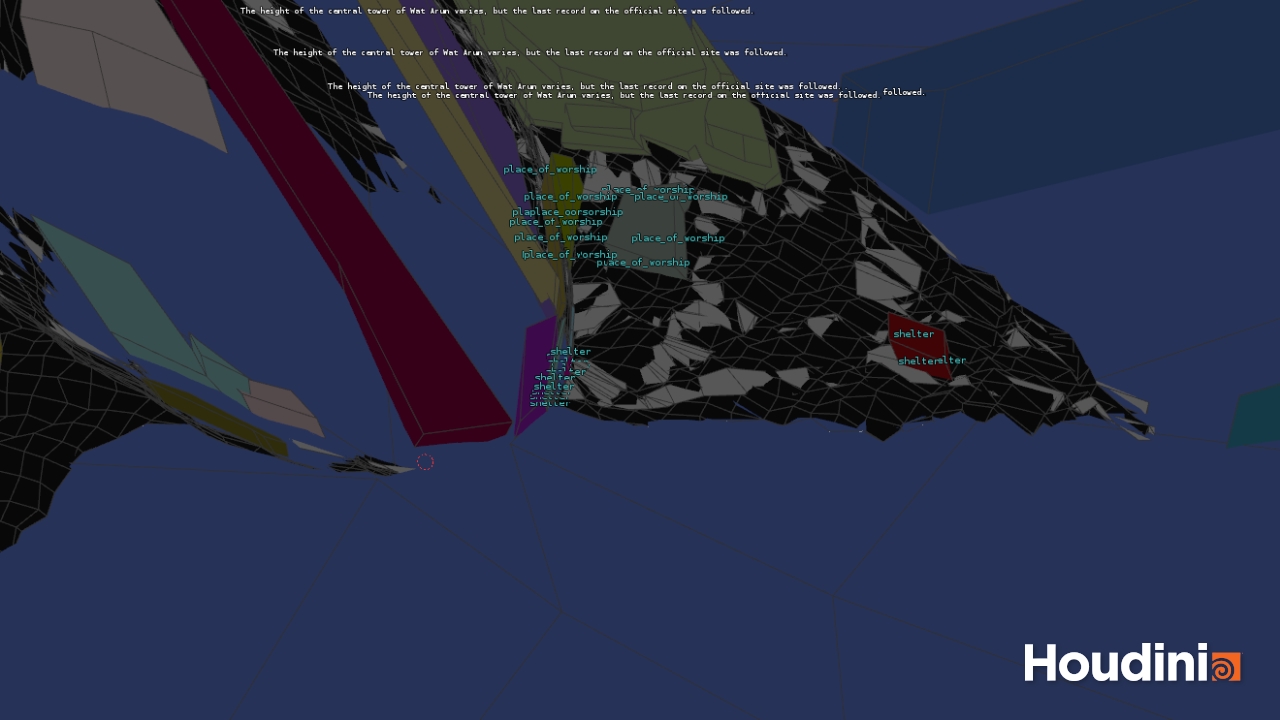 The height of the central tower of Wat Arun varies, but the last record on the official site was followed.
The height of the central tower of Wat Arun varies, but the last record on the official site was followed.
The height of the central tower of Wat Arun varies, but the last record on the official site was followed.
followed.
The height of the central tower of Wat Arun varies, but the last record on the official site was followed.
place_of_worship
place_of_worship
place_of_worship
place_of_worship
place_of_worship
place_of_worship
place_of_worship
place_of_worship
place_of_worship
shelter
shelter
shelter
shelter
shelter
shelter
shelter
Houdini